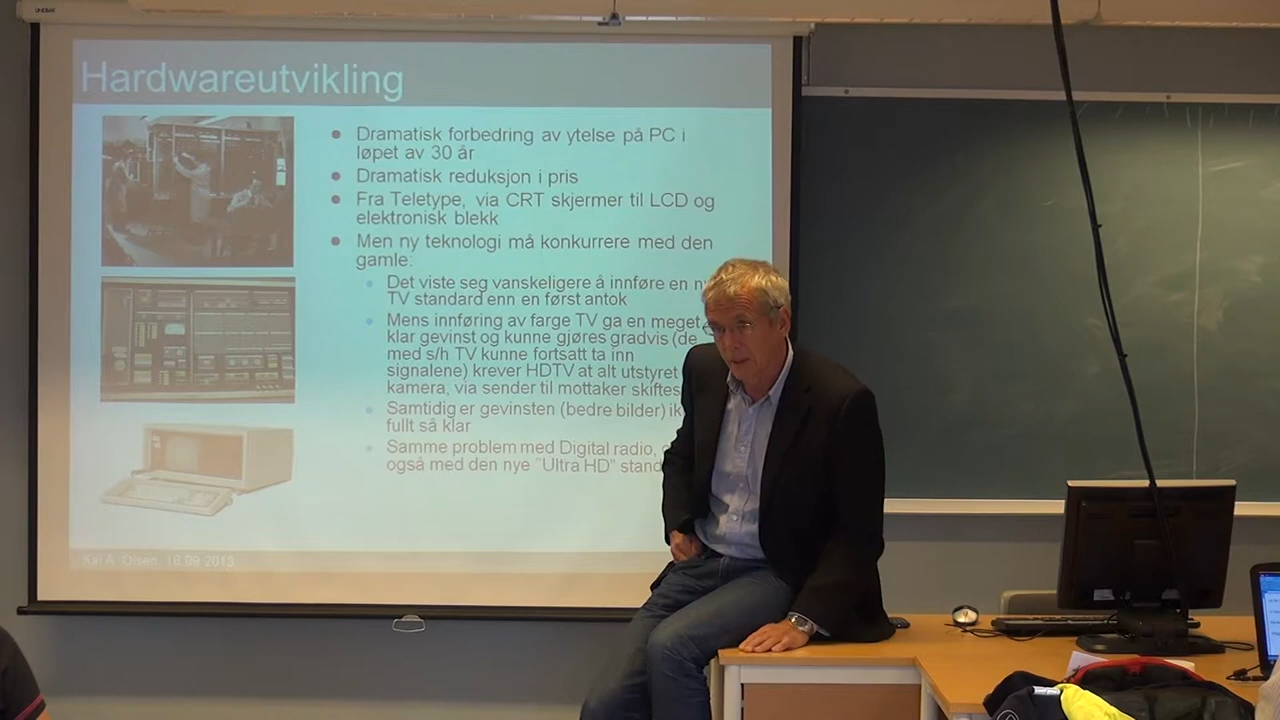 Hardwareutvikling
Dramatisk forbedring av ytelse på PC i
løpet av 30 år
Dramatisk reduksjon i pris
Fra Teletype, via CRT skjermer til LCD og
elektronisk blekk
Men ny teknologi må konkurrere med den
gamle:
Det viste seg vanskeligere å innføre en
TV standard enn en først antok
Mens innføring av farge TV ga en meget
klar gevinst og kunne gjøres gradvis (de
med s/h TV kunne fortsatt ta inn
signalene) krever HDTV at alt utstyret
kamera, via sender til mottaker skiftes
Samtidig er gevinsten (bedre bilder)
fullt så klar
Samme problem med Digital radio,
også med den nye "Ultra HD"
Kai A. Olsen, 16.09.2013